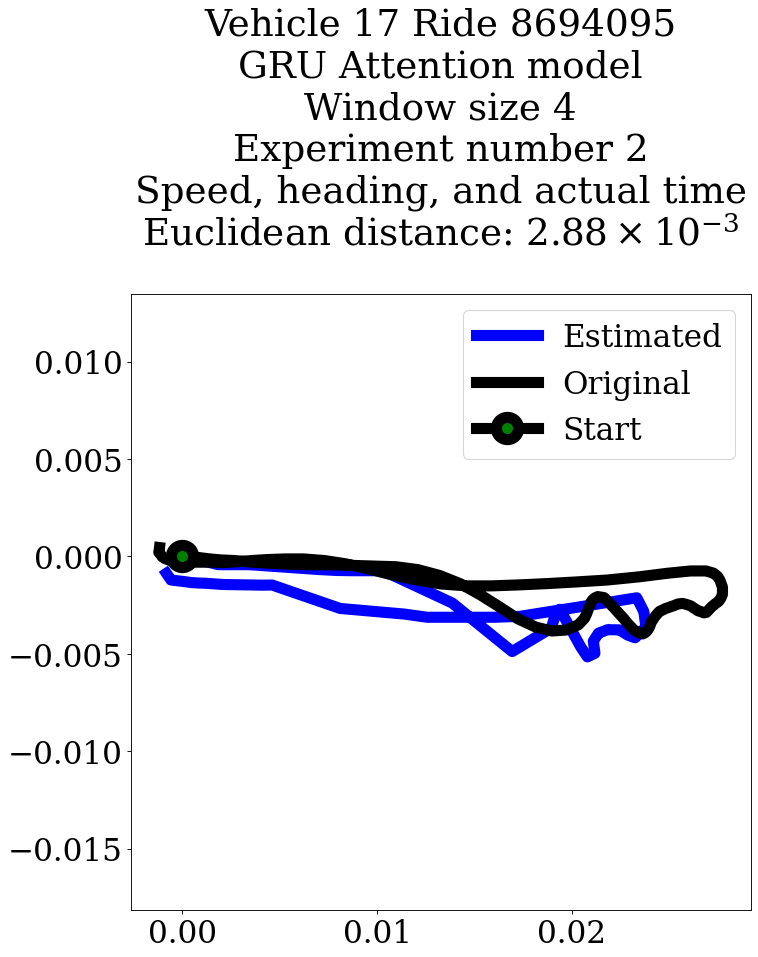 Vehicle 17 Ride 8694095
GRU Attention model
Window size 4
Experiment number 2
Speed, heading, and actual time
Euclidean distance: 2.88 × 10⁻³
Estimated
Original
Start
0.010
0.005
0.000
−0.005
−0.010
−0.015
0.00 0.01 0.02